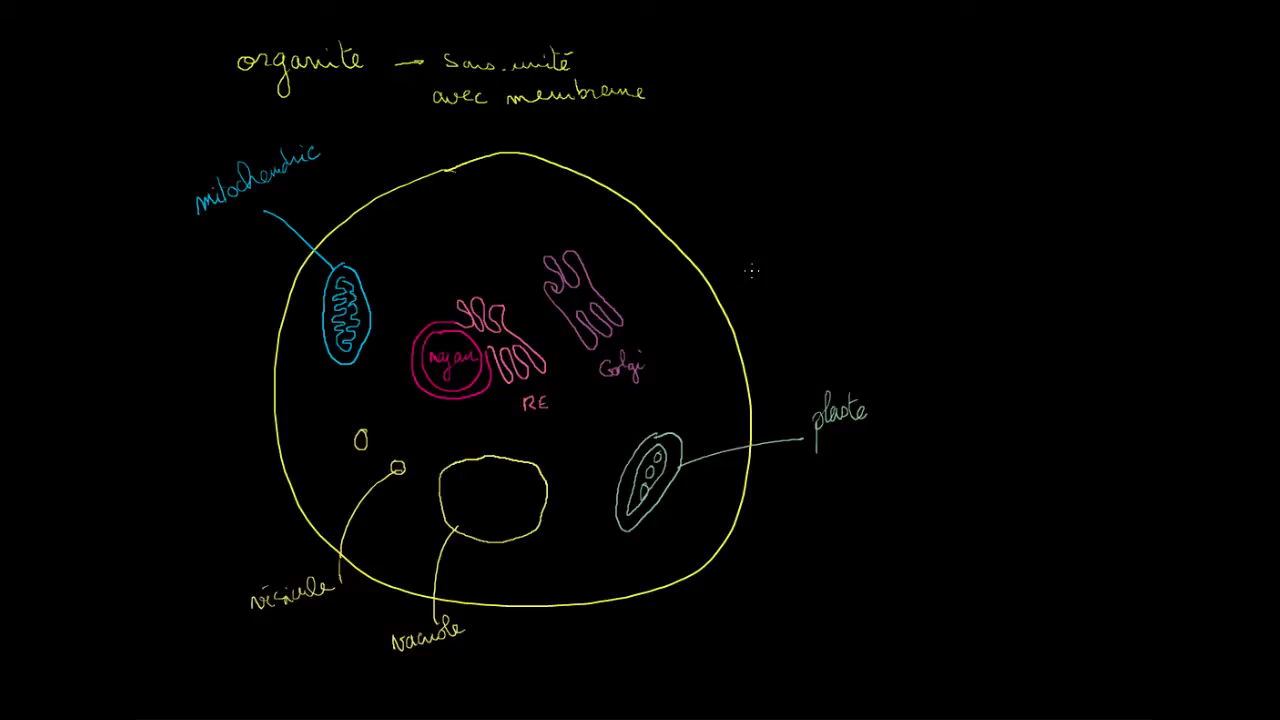 organite → sous-unité
avec membrane
mitochondrie
noyau
Golgi
RE
plaste
vésicule
vacuole